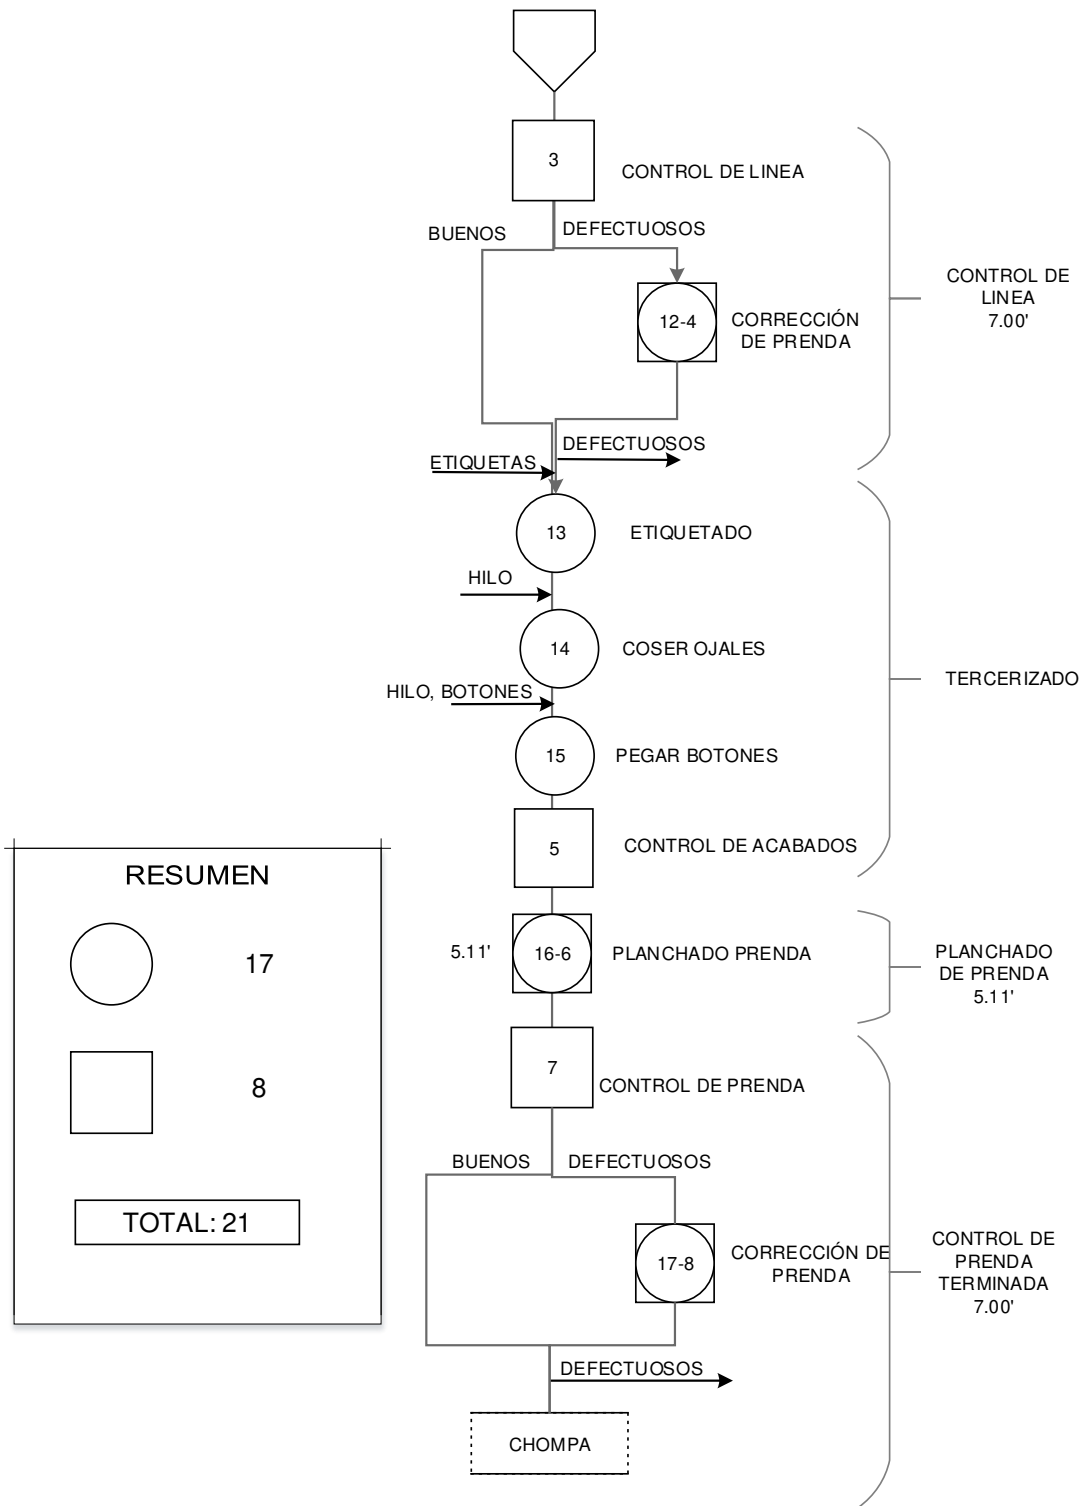 3
CONTROL DE LINEA
BUENOS
DEFECTUOSOS
12-4
CORRECCIÓN
DE PRENDA
CONTROL DE
LINEA
7.00'
DEFECTUOSOS
ETIQUETAS
13
ETIQUETADO
HILO
14
COSER OJALES
HILO, BOTONES
TERCERIZADO
15
PEGAR BOTONES
5
CONTROL DE ACABADOS
RESUMEN
17
8
TOTAL: 21
5.11'
16-6
PLANCHADO PRENDA
PLANCHADO
DE PRENDA
5.11'
7
CONTROL DE PRENDA
BUENOS
DEFECTUOSOS
17-8
CORRECCIÓN DE
PRENDA
CONTROL DE
PRENDA
TERMINADA
7.00'
DEFECTUOSOS
CHOMPA